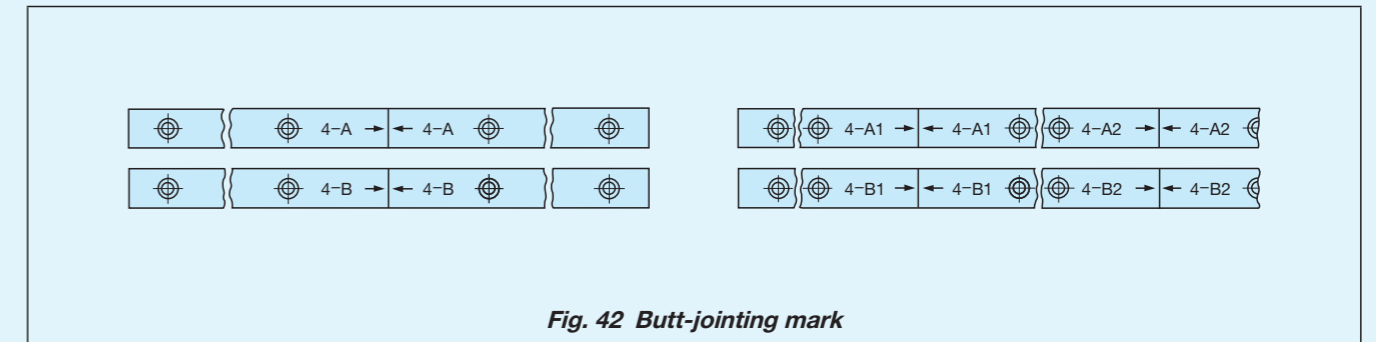 4-A → ← 4-A
4-B → ← 4-B
4-A1 → ← 4-A1 4-A2 → ← 4-A2
4-B1 → ← 4-B1 4-B2 → ← 4-B2
Fig. 42 Butt-jointing mark